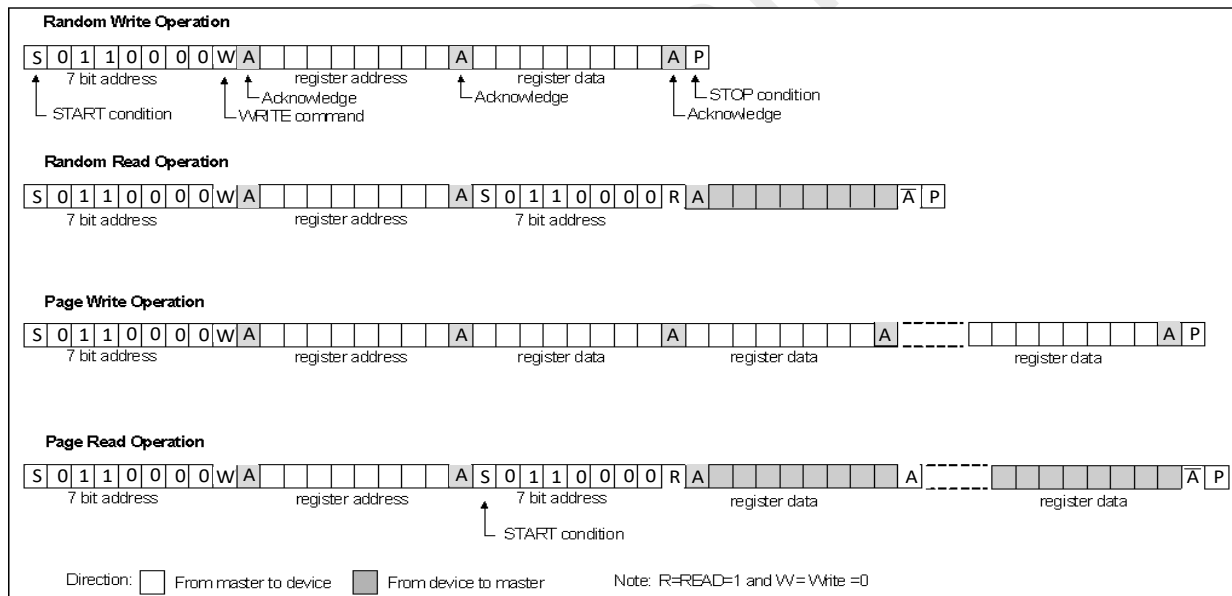 Random Write Operation
S 0 1 1 0 0 0 0 W A A A P
7 bit address register address register data
Acknowledge Acknowledge STOP condition
START condition WRITE command Acknowledge
Random Read Operation
S 0 1 1 0 0 0 0 W A A S 0 1 1 0 0 0 0 R A A P
7 bit address register address 7 bit address
Page Write Operation
S 0 1 1 0 0 0 0 W A A A A A P
7 bit address register address register data register data register data
Page Read Operation
S 0 1 1 0 0 0 0 W A A S 0 1 1 0 0 0 0 R A A A P
7 bit address register address 7 bit address register data register data
START condition
Direction: From master to device From device to master Note: R=READ=1 and W=Write =0